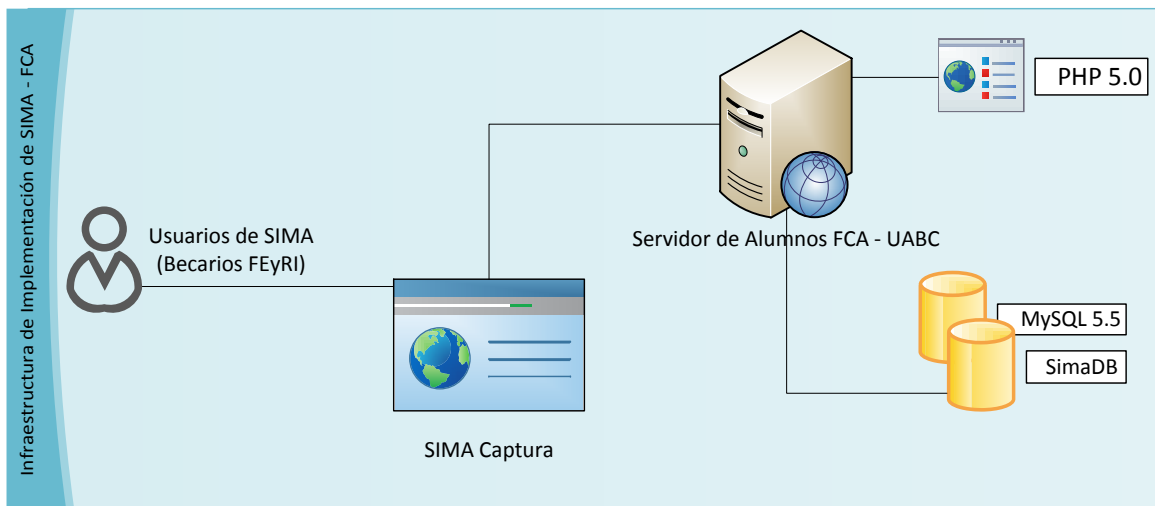 Infraestructura de Implementación de SIMA - FCA
PHP 5.0
Usuarios de SIMA
(Becarios FEyRI)
Servidor de Alumnos FCA - UABC
MySQL 5.5
SimaDB
SIMA Captura